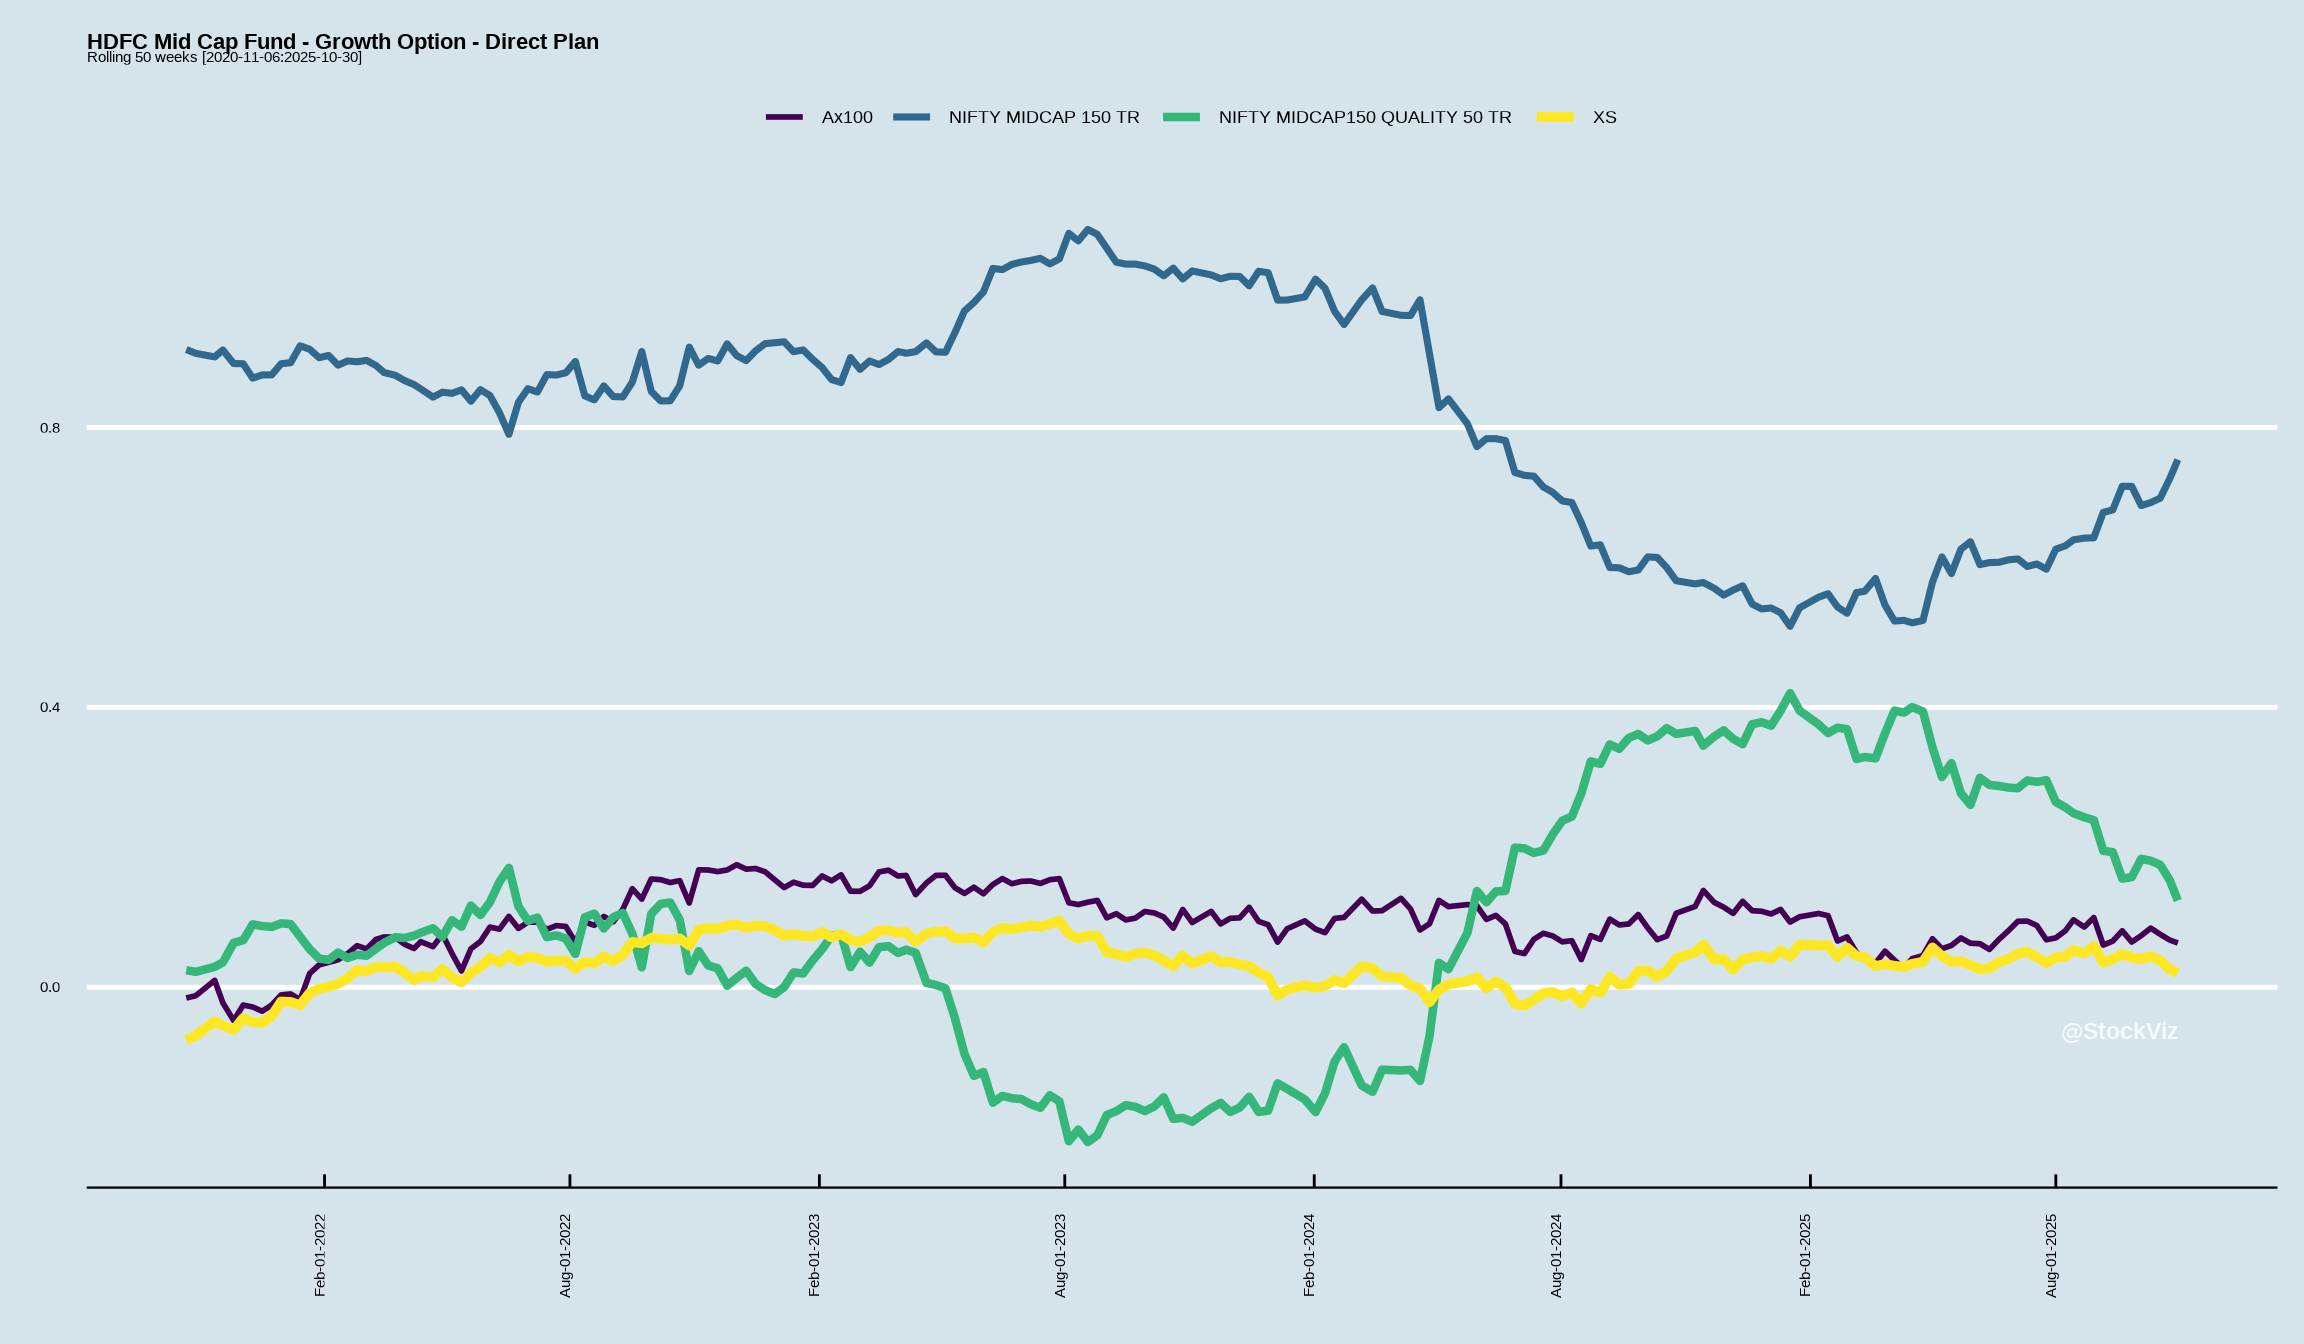 HDFC Mid Cap Fund - Growth Option - Direct Plan
Rolling 50 weeks [2020-11-06:2025-10-30]
Ax100 NIFTY MIDCAP 150 TR NIFTY MIDCAP150 QUALITY 50 TR XS
0.8
0.4
0.0
@StockViz
Feb-01-2022 Aug-01-2022 Feb-01-2023 Aug-01-2023 Feb-01-2024 Aug-01-2024 Feb-01-2025 Aug-01-2025